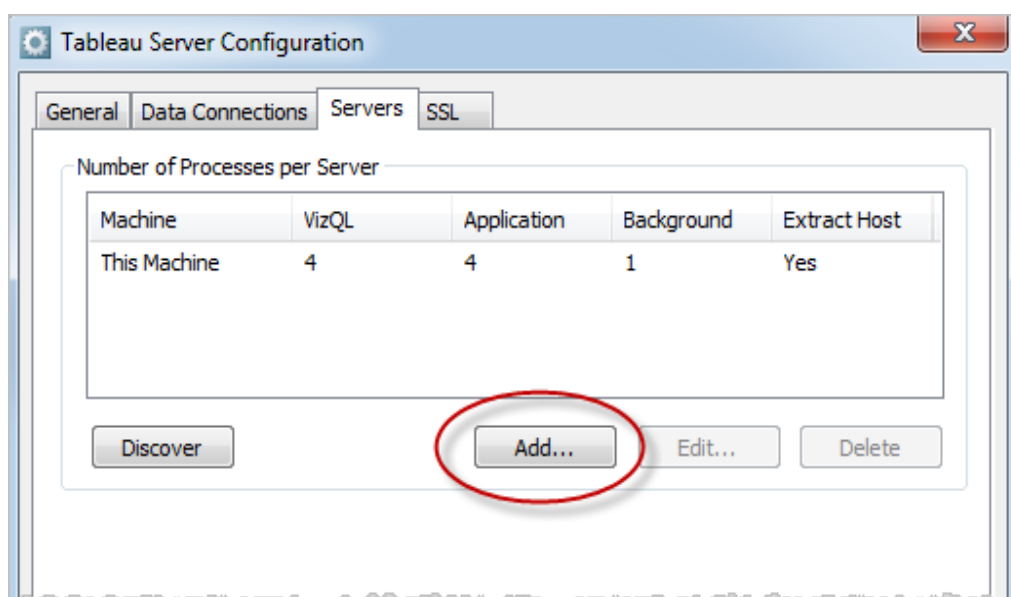 Tableau Server Configuration
General Data Connections Servers SSL
Number of Processes per Server
Machine VizQL Application Background Extract Host
This Machine 4 4 1 Yes
Discover Add... Edit... Delete